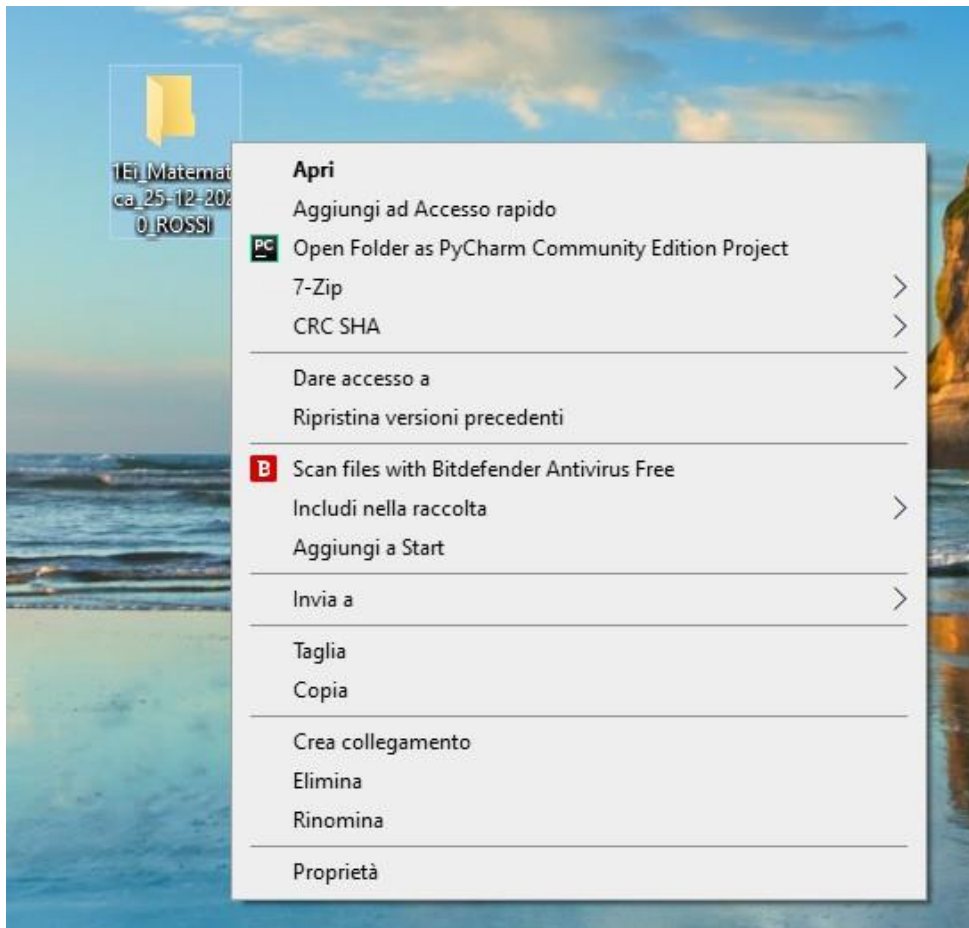 1Ei_Matemat
ca_25-12-202
0_ROSSI
Apri
Aggiungi ad Accesso rapido
PC Open Folder as PyCharm Community Edition Project
7-Zip
CRC SHA
Dare accesso a
Ripristina versioni precedenti
B Scan files with Bitdefender Antivirus Free
Includi nella raccolta
Aggiungi a Start
Invia a
Taglia
Copia
Crea collegamento
Elimina
Rinomina
Proprietà